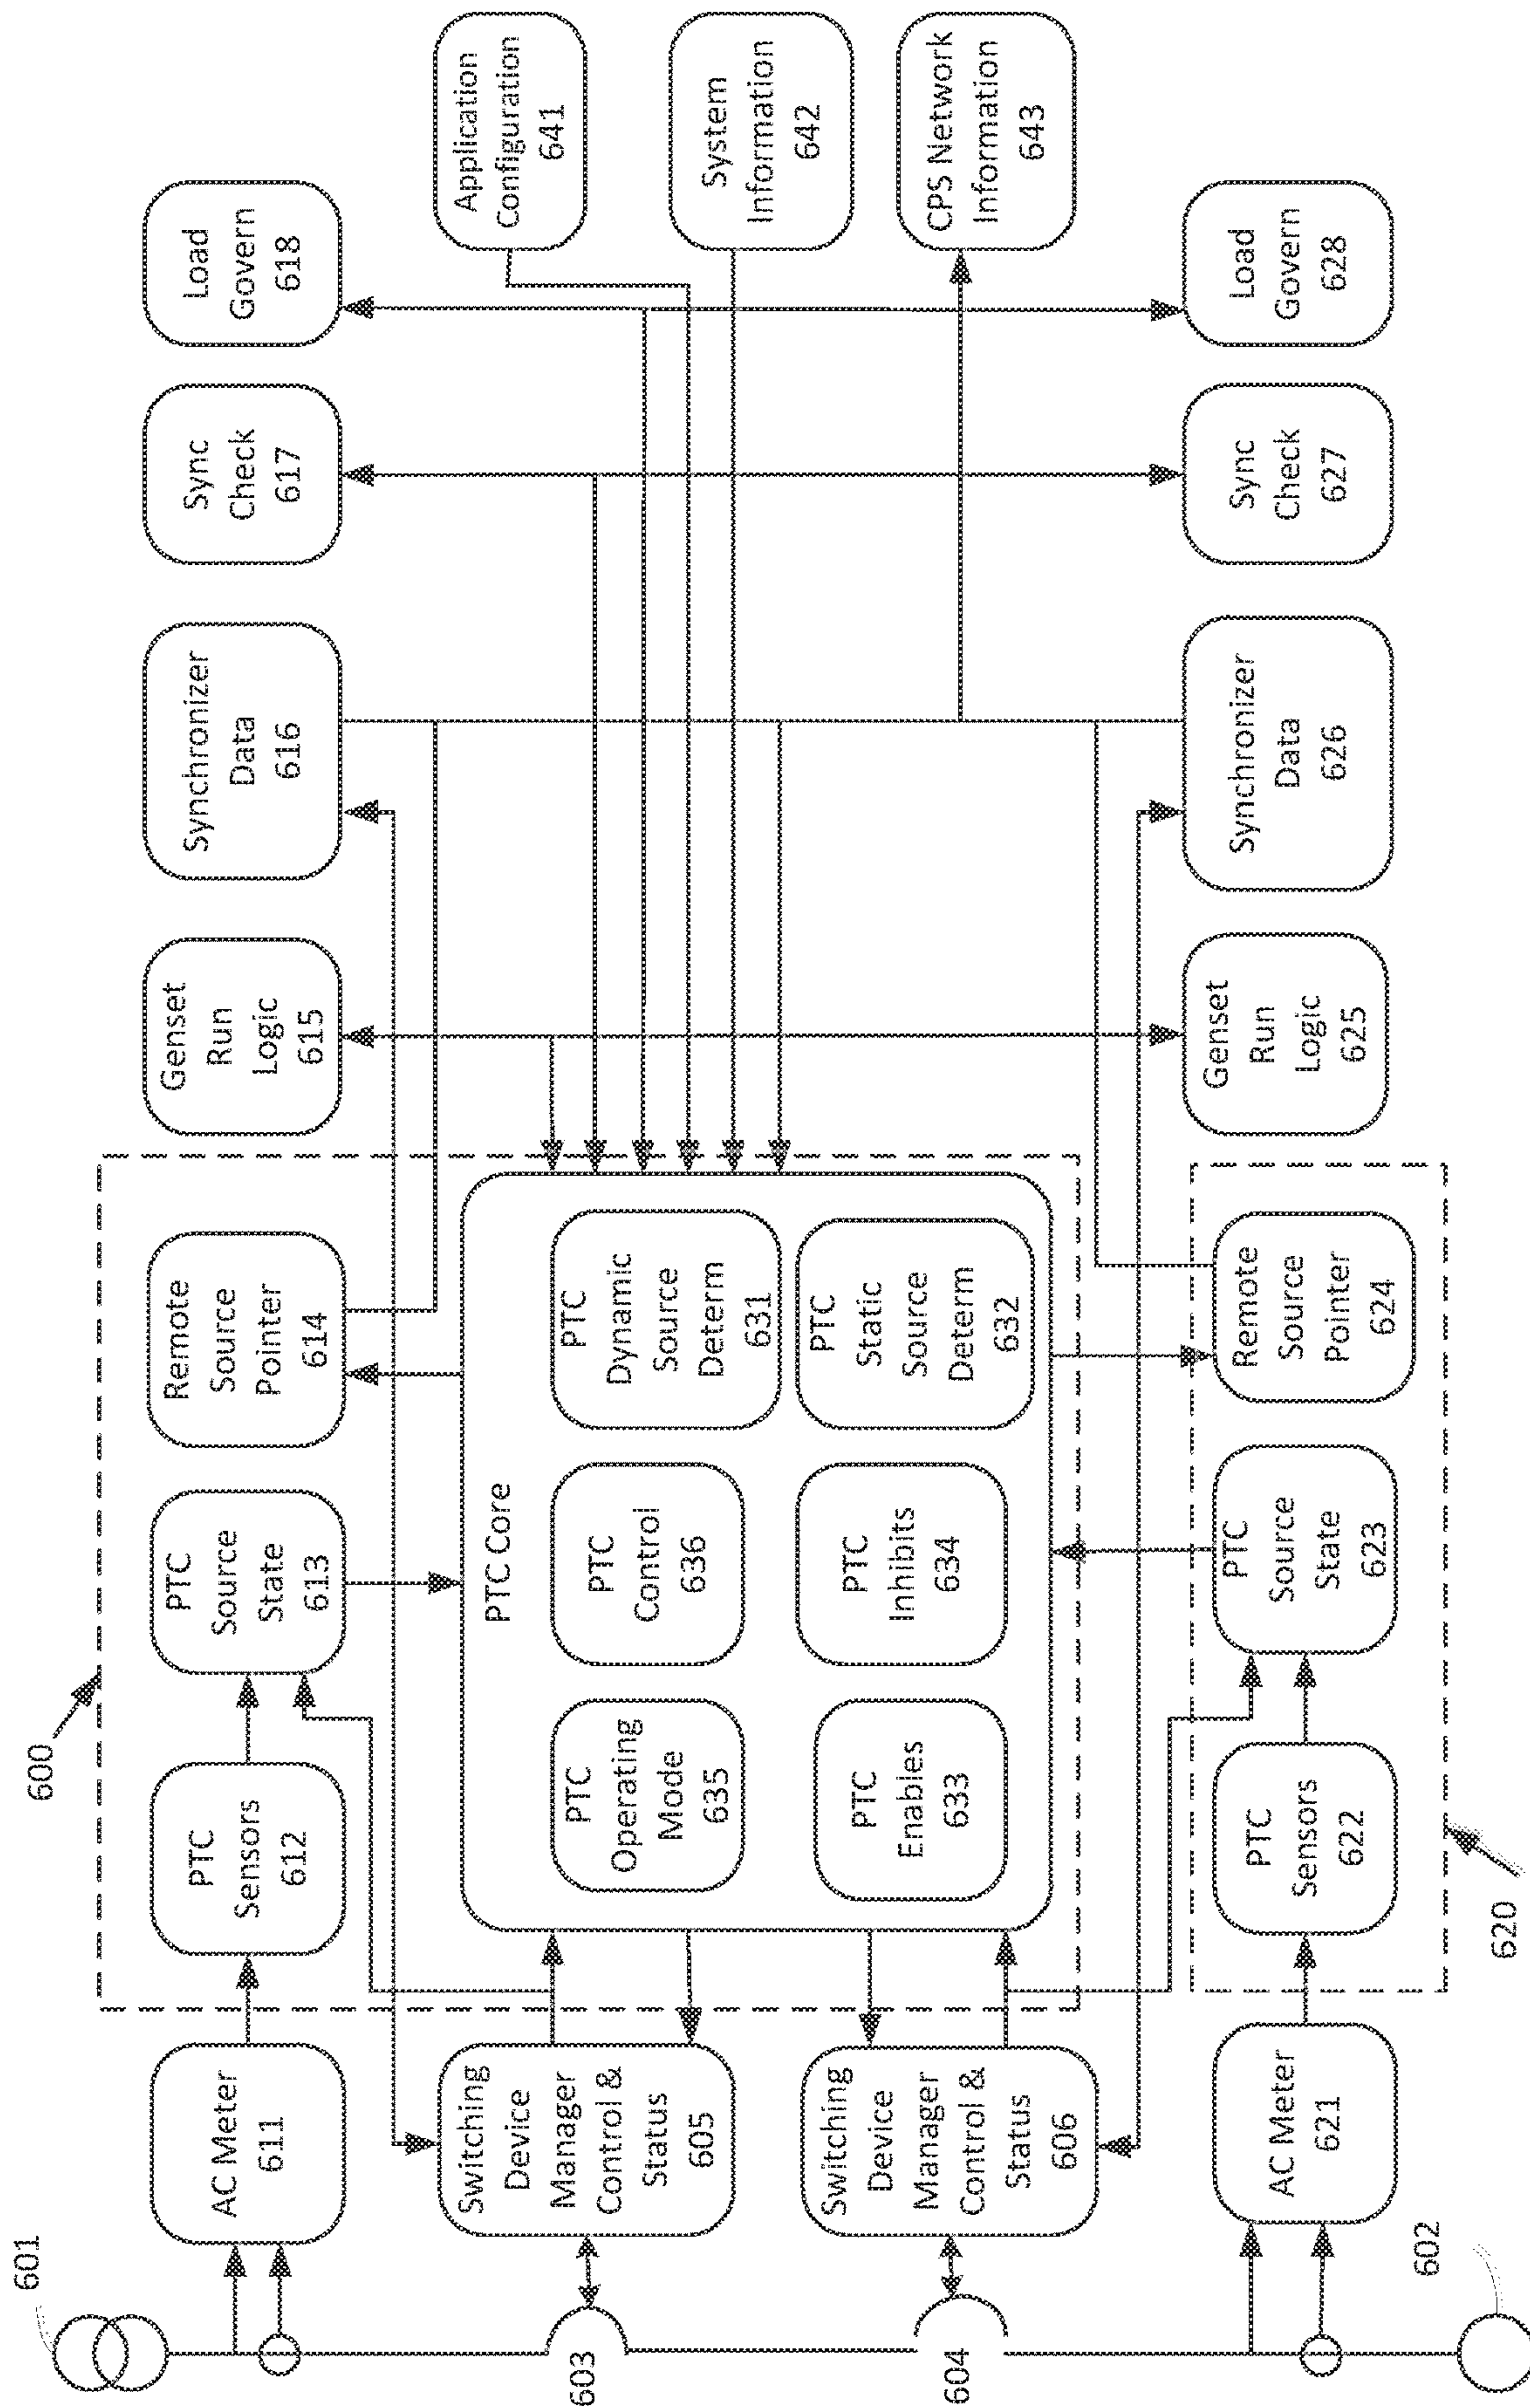 601
AC Meter
611
PTC
Sensors
612
600
PTC
Source
State
613
Remote
Source
Pointer
614
Genset
Run
Logic
615
Synchronizer
Data
616
Sync
Check
617
Load
Govern
618
603
Switching
Device
Manager
Control &
Status
605
604
Switching
Device
Manager
Control &
Status
606
PTC Core
PTC
Operating
Mode
635
PTC
Control
636
PTC
Dynamic
Source
Determ
631
PTC
Enables
633
PTC
Inhibits
634
PTC
Static
Source
Determ
632
Application
Configuration
641
System
Information
642
CPS Network
Information
643
602
AC Meter
621
PTC
Sensors
622
620
PTC
Source
State
623
Remote
Source
Pointer
624
Genset
Run
Logic
625
Synchronizer
Data
626
Sync
Check
627
Load
Govern
628